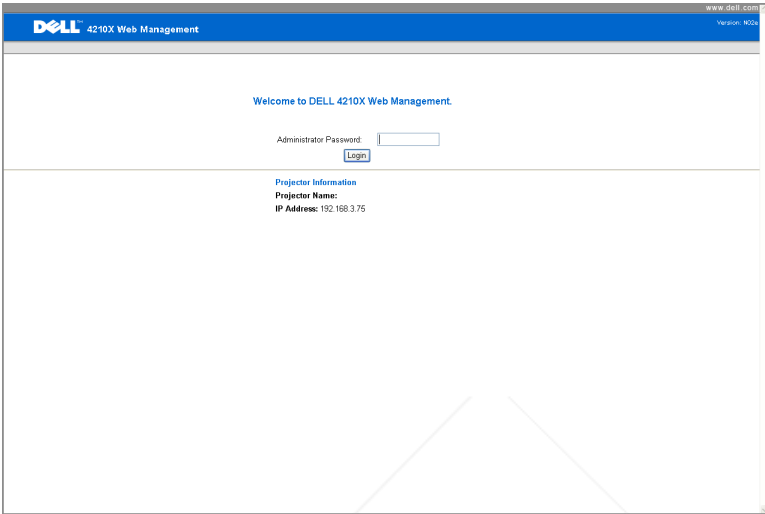 www.dell.com
DELL™ 4210X Web Management
Version: N02e
Welcome to DELL 4210X Web Management.
Administrator Password:
Login
Projector Information
Projector Name:
IP Address: 192.168.3.75